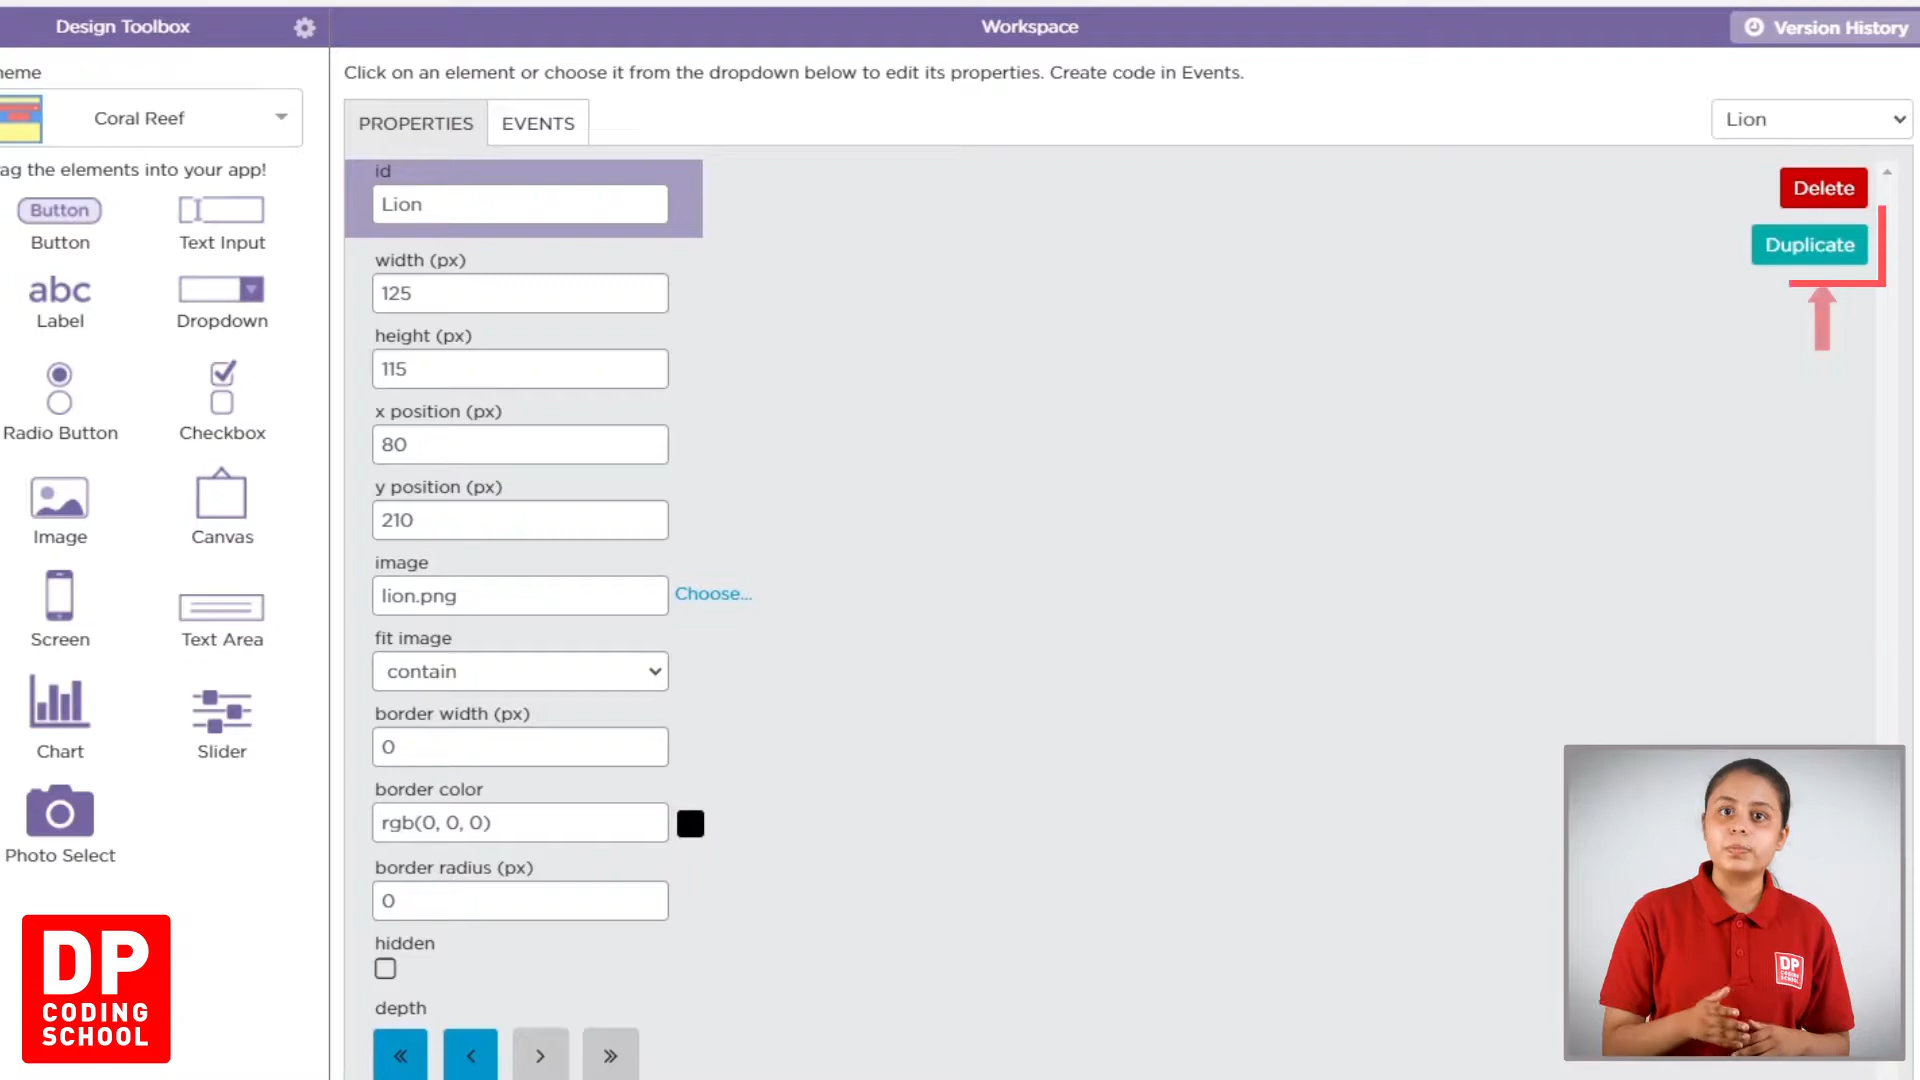 Design Toolbox
Workspace
Version History
heme
Click on an element or choose it from the dropdown below to edit its properties. Create code in Events.
Coral Reef
PROPERTIES
EVENTS
Lion
ag the elements into your app!
id
Lion
Delete
Duplicate
Button
Button
Text Input
width (px)
125
abc
Label
Dropdown
height (px)
115
x position (px)
80
Radio Button
Checkbox
y position (px)
210
Image
Canvas
image
lion.png
Choose...
Screen
Text Area
fit image
contain
border width (px)
0
Chart
Slider
border color
rgb(0, 0, 0)
Photo Select
border radius (px)
0
hidden
depth
DP
CODING
SCHOOL
DP
CODING
SCHOOL